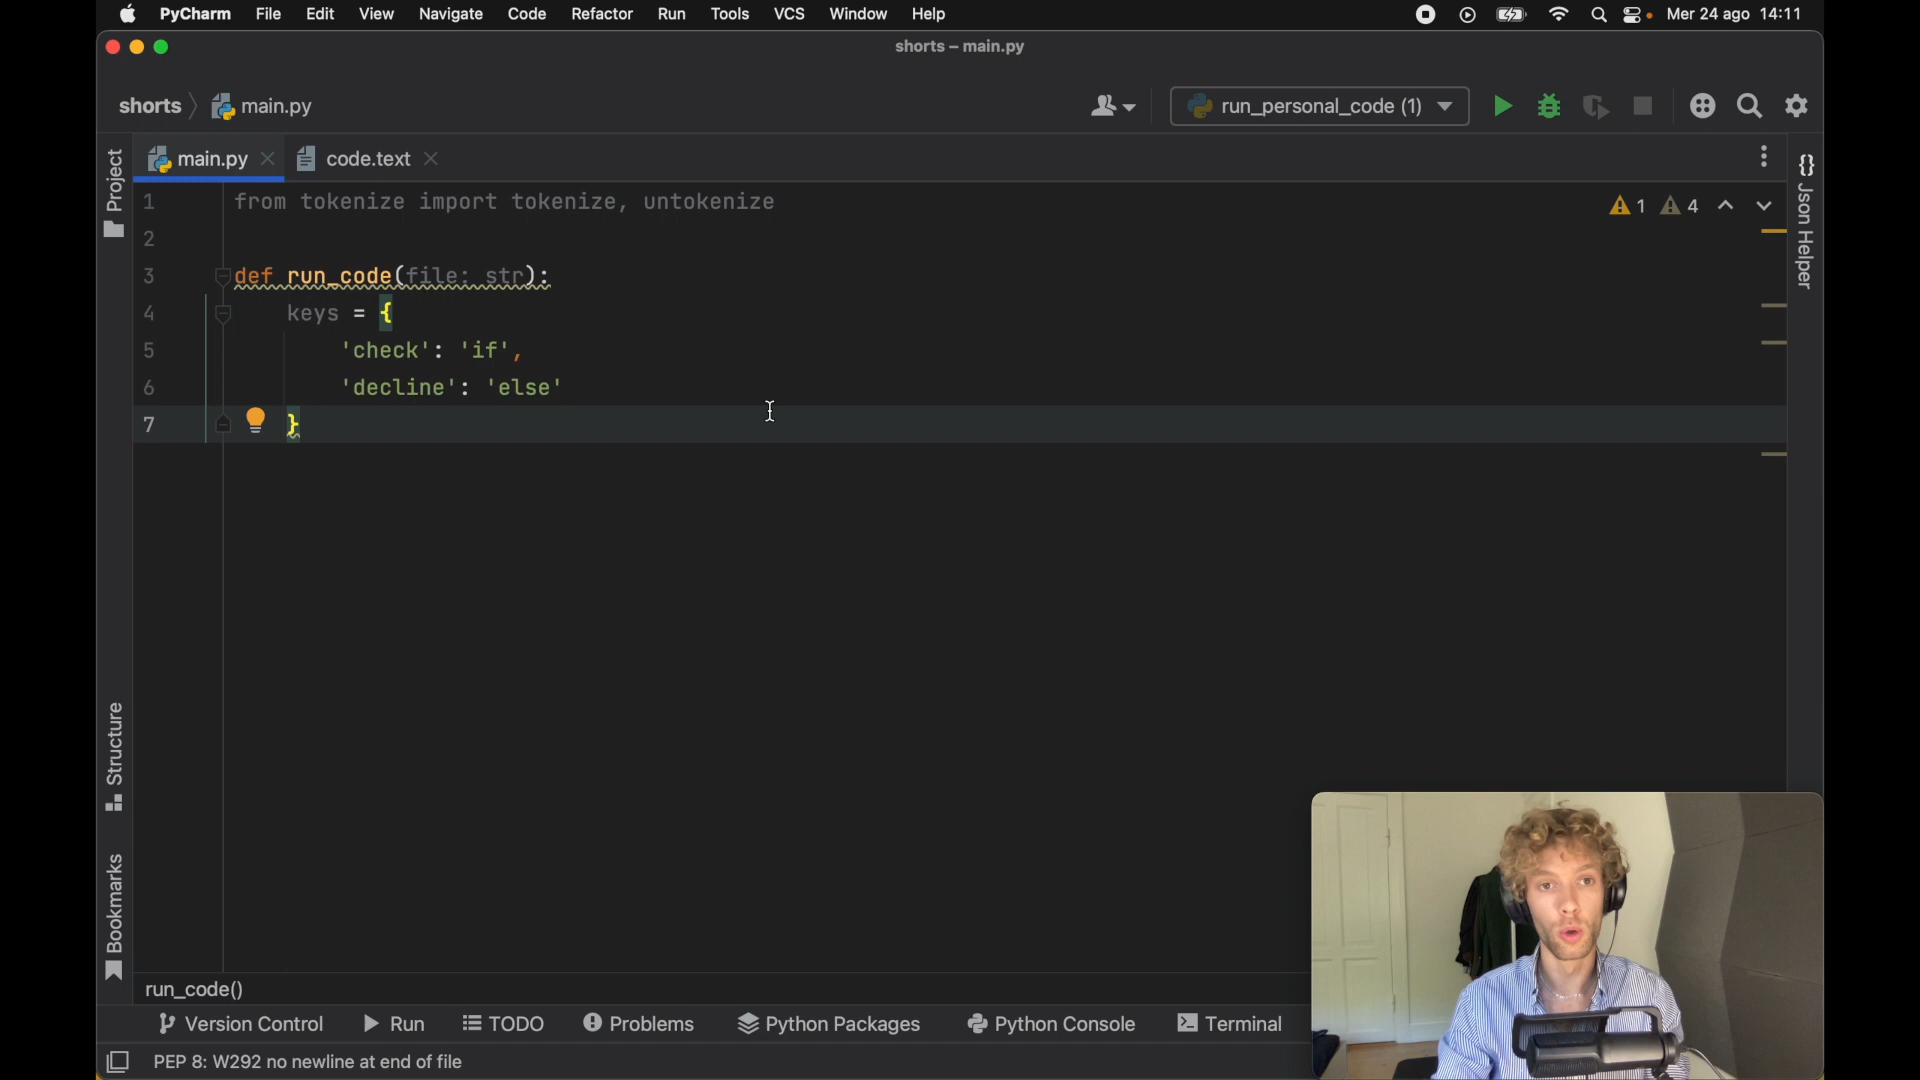 PyCharm File Edit View Navigate Code Refactor Run Tools VCS Window Help Mer 24 ago 14:11
shorts – main.py
shorts main.py run_personal_code (1)
main.py code.text
Project
Json Helper
1 from tokenize import tokenize, untokenize
1 4
2
3 def run_code(file: str):
4 keys = {
5 'check': 'if',
6 'decline': 'else'
7 }
Structure
Bookmarks
run_code()
Version Control Run TODO Problems Python Packages Python Console Terminal
PEP 8: W292 no newline at end of file